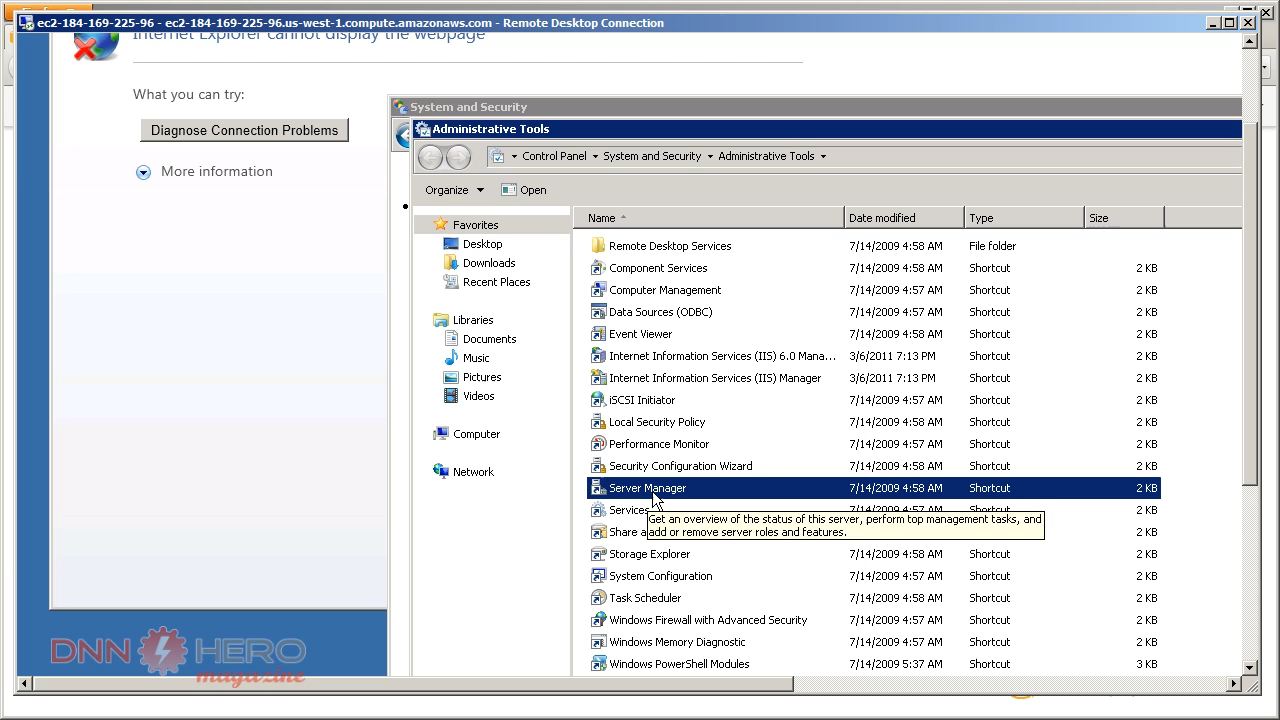 ec2-184-169-225-96 - ec2-184-169-225-96.us-west-1.compute.amazonaws.com - Remote Desktop Connection
Internet Explorer cannot display the webpage
What you can try:
Diagnose Connection Problems
More information
System and Security
Administrative Tools
Control Panel System and Security Administrative Tools
Organize Open
Name Date modified Type Size
Favorites
Desktop
Downloads
Recent Places
Libraries
Documents
Music
Pictures
Videos
Computer
Network
Remote Desktop Services 7/14/2009 4:58 AM File folder
Component Services 7/14/2009 4:58 AM Shortcut 2 KB
Computer Management 7/14/2009 4:57 AM Shortcut 2 KB
Data Sources (ODBC) 7/14/2009 4:57 AM Shortcut 2 KB
Event Viewer 7/14/2009 4:58 AM Shortcut 2 KB
Internet Information Services (IIS) 6.0 Mana... 3/6/2011 7:13 PM Shortcut 2 KB
Internet Information Services (IIS) Manager 3/6/2011 7:13 PM Shortcut 2 KB
iSCSI Initiator 7/14/2009 4:57 AM Shortcut 2 KB
Local Security Policy 7/14/2009 4:58 AM Shortcut 2 KB
Performance Monitor 7/14/2009 4:57 AM Shortcut 2 KB
Security Configuration Wizard 7/14/2009 4:58 AM Shortcut 2 KB
Server Manager 7/14/2009 4:58 AM Shortcut 2 KB
Services 7/14/2009 4:57 AM Shortcut 2 KB
Get an overview of the status of this server, perform top management tasks, and
Share a
add or remove server roles and features.
Shortcut 2 KB
Storage Explorer 7/14/2009 4:58 AM Shortcut 2 KB
System Configuration 7/14/2009 4:57 AM Shortcut 2 KB
Task Scheduler 7/14/2009 4:58 AM Shortcut 2 KB
Windows Firewall with Advanced Security 7/14/2009 4:57 AM Shortcut 2 KB
Windows Memory Diagnostic 7/14/2009 4:57 AM Shortcut 2 KB
Windows PowerShell Modules 7/14/2009 5:37 AM Shortcut 3 KB
DNN HERO
magazine